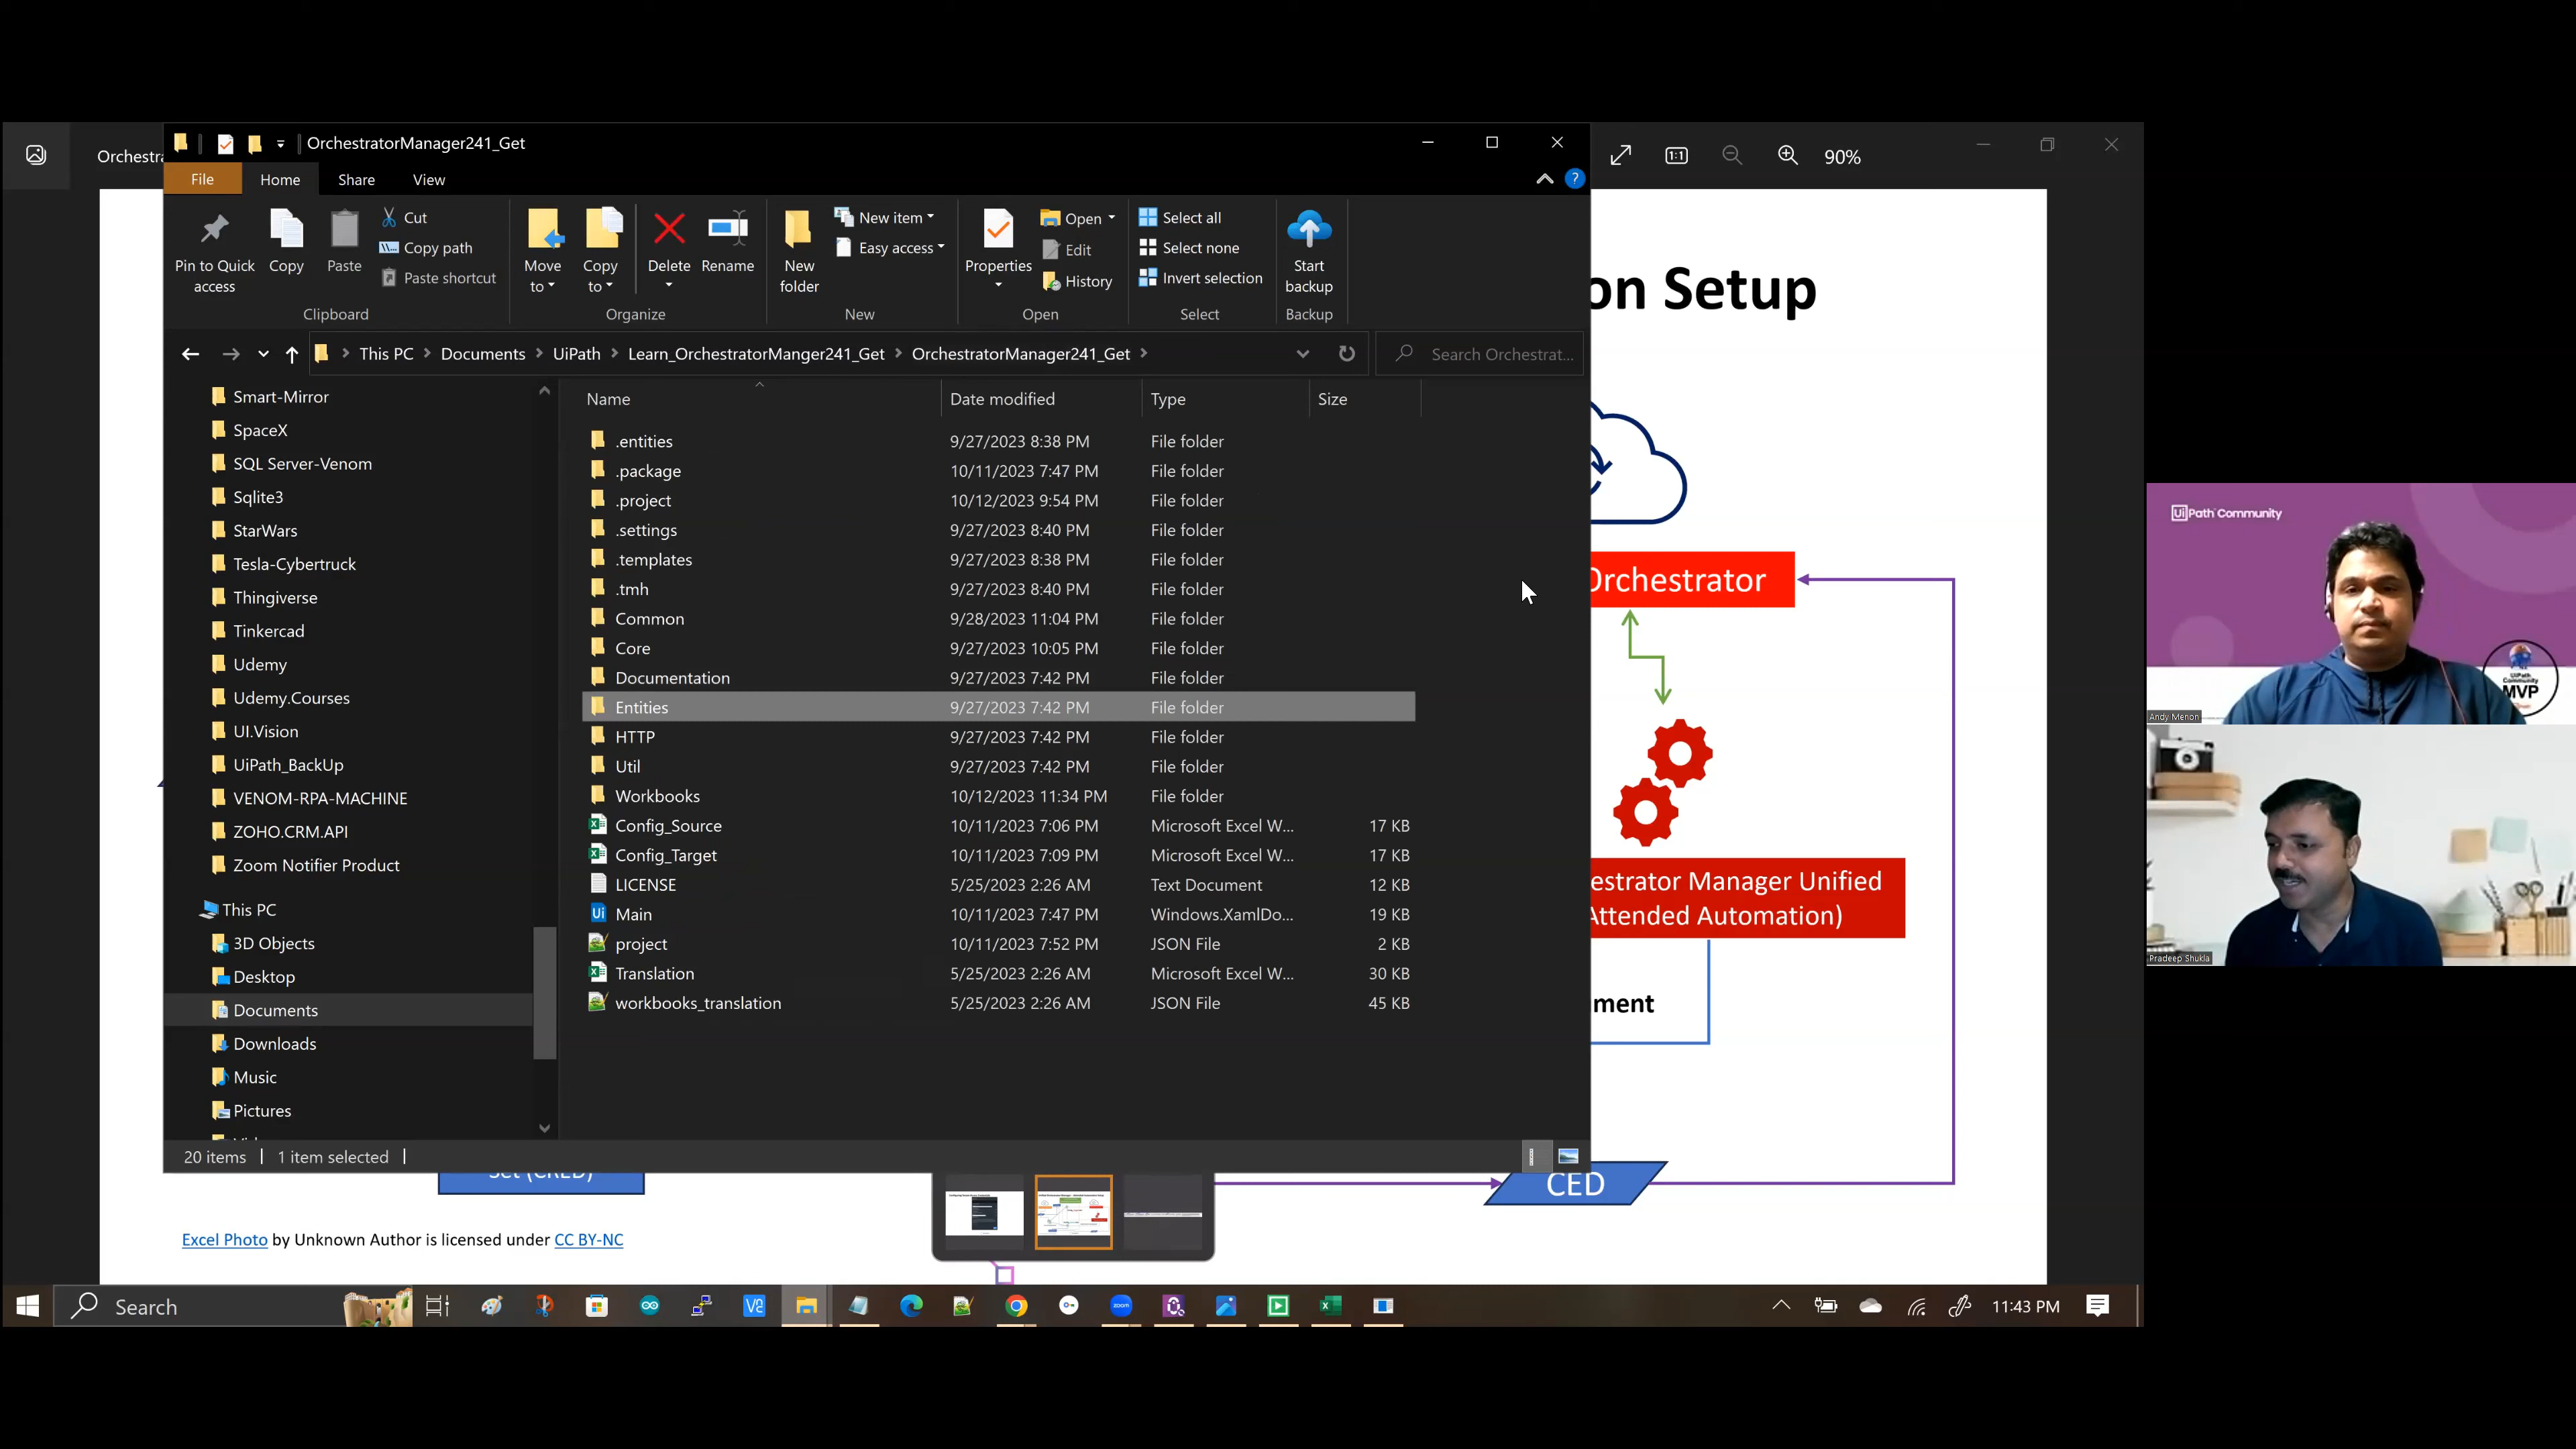 Orchestra
OrchestratorManager241_Get
90%
File
Home
Share
View
Pin to Quick access
Copy
Paste
Cut
Copy path
Paste shortcut
Clipboard
Move to
Copy to
Delete
Rename
Organize
New folder
New item
Easy access
New
Properties
Open
Edit
History
Open
Select all
Select none
Invert selection
Select
Start backup
Backup
on Setup
This PC > Documents > UiPath > Learn_OrchestratorManger241_Get > OrchestratorManager241_Get >
Search Orchestrat...
Smart-Mirror
SpaceX
SQL Server-Venom
Sqlite3
StarWars
Tesla-Cybertruck
Thingiverse
Tinkercad
Udemy
Udemy.Courses
UI.Vision
UiPath_BackUp
VENOM-RPA-MACHINE
ZOHO.CRM.API
Zoom Notifier Product
This PC
3D Objects
Desktop
Documents
Downloads
Music
Pictures
Name Date modified Type Size
.entities 9/27/2023 8:38 PM File folder
.package 10/11/2023 7:47 PM File folder
.project 10/12/2023 9:54 PM File folder
.settings 9/27/2023 8:40 PM File folder
.templates 9/27/2023 8:38 PM File folder
.tmh 9/27/2023 8:40 PM File folder
Common 9/28/2023 11:04 PM File folder
Core 9/27/2023 10:05 PM File folder
Documentation 9/27/2023 7:42 PM File folder
Entities 9/27/2023 7:42 PM File folder
HTTP 9/27/2023 7:42 PM File folder
Util 9/27/2023 7:42 PM File folder
Workbooks 10/12/2023 11:34 PM File folder
Config_Source 10/11/2023 7:06 PM Microsoft Excel W... 17 KB
Config_Target 10/11/2023 7:09 PM Microsoft Excel W... 17 KB
LICENSE 5/25/2023 2:26 AM Text Document 12 KB
Main 10/11/2023 7:47 PM Windows.XamlDo... 19 KB
project 10/11/2023 7:52 PM JSON File 2 KB
Translation 5/25/2023 2:26 AM Microsoft Excel W... 30 KB
workbooks_translation 5/25/2023 2:26 AM JSON File 45 KB
20 items
1 item selected
Orchestrator
estrator Manager Unified
Attended Automation)
ment
Set (CRED)
CED
Excel Photo by Unknown Author is licensed under CC BY-NC
Search
11:43 PM
UiPath Community
UiPath Community
MVP
Andy Menon
Pradeep Shukla